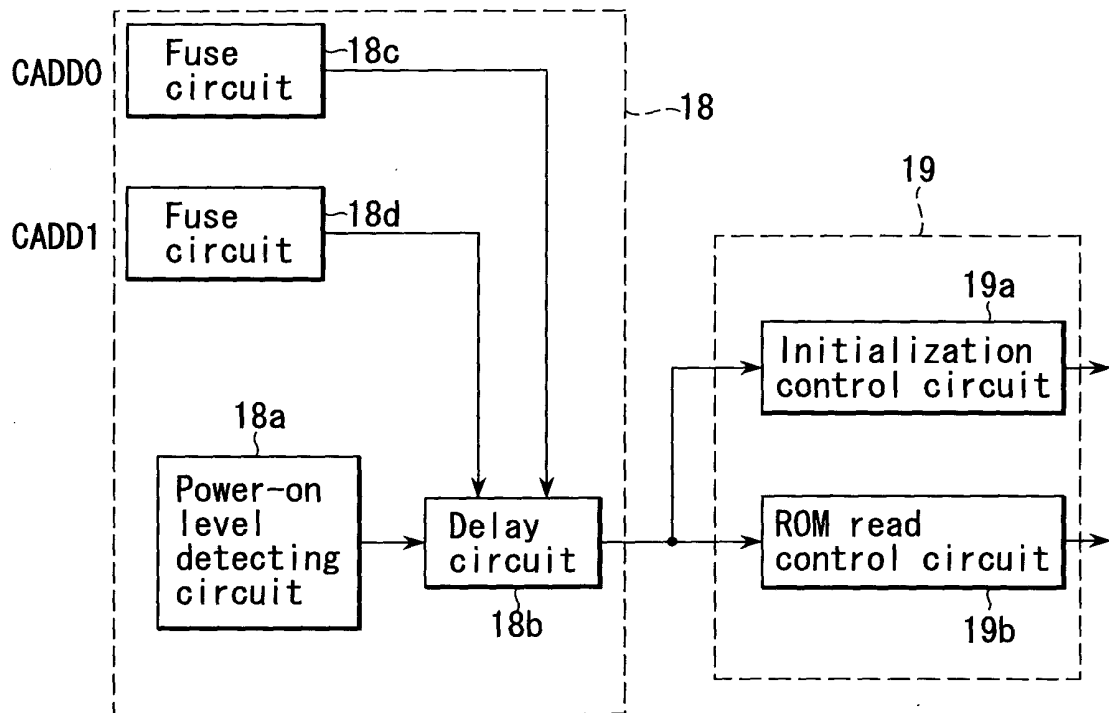 CADD0
Fuse
circuit
18c
18
CADD1
Fuse
circuit
18d
19
19a
Initialization
control circuit
18a
Power-on
level
detecting
circuit
Delay
circuit
18b
ROM read
control circuit
19b